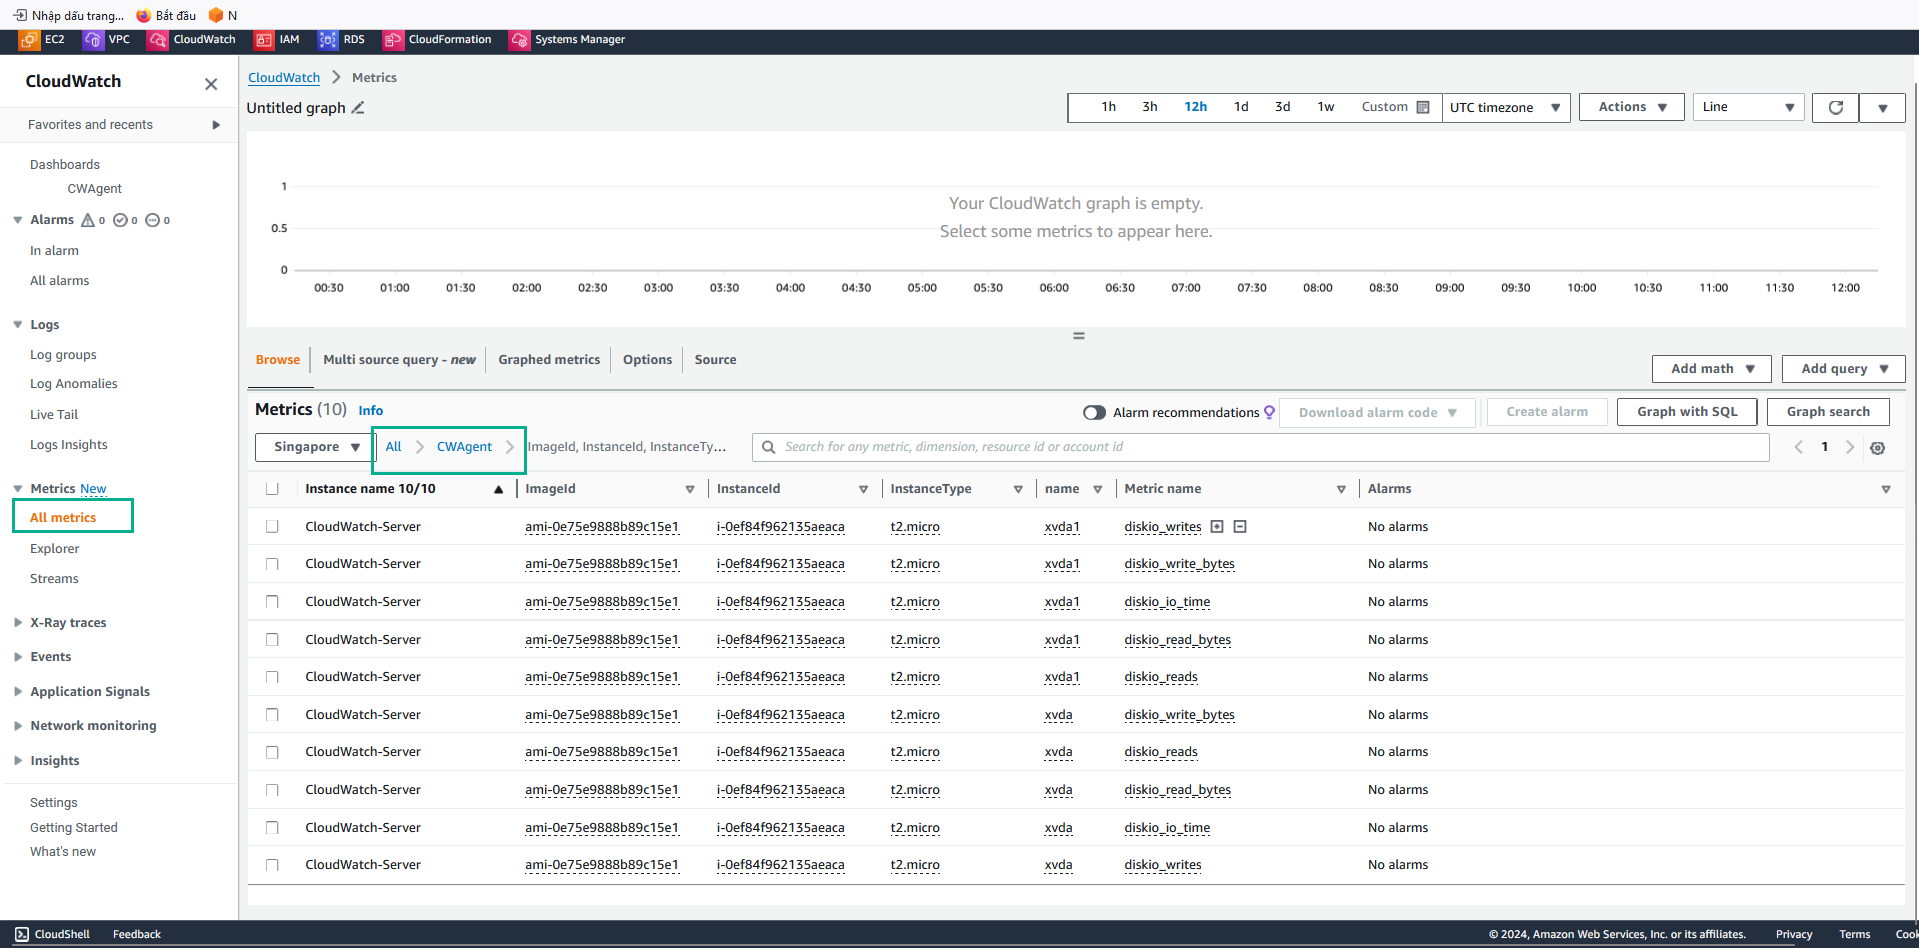 Nhập dấu trang... Bắt đầu N
EC2 VPC CloudWatch IAM RDS CloudFormation Systems Manager
CloudWatch
Favorites and recents
Dashboards
CWAgent
Alarms 0 0 0
In alarm
All alarms
Logs
Log groups
Log Anomalies
Live Tail
Logs Insights
Metrics New
All metrics
Explorer
Streams
X-Ray traces
Events
Application Signals
Network monitoring
Insights
Settings
Getting Started
What's new
CloudWatch Metrics
Untitled graph
1h 3h 12h 1d 3d 1w Custom UTC timezone Actions Line
1
0.5
0
Your CloudWatch graph is empty.
Select some metrics to appear here.
00:30 01:00 01:30 02:00 02:30 03:00 03:30 04:00 04:30 05:00 05:30 06:00 06:30 07:00 07:30 08:00 08:30 09:00 09:30 10:00 10:30 11:00 11:30 12:00
Browse Multi source query - new Graphed metrics Options Source
Add math Add query
Metrics (10) Info
Alarm recommendations Download alarm code Create alarm Graph with SQL Graph search
Singapore All CWAgent ImageId, InstanceId, InstanceTy... Search for any metric, dimension, resource id or account id 1
Instance name 10/10 ImageId InstanceId InstanceType name Metric name Alarms
CloudWatch-Server ami-0e75e9888b89c15e1 i-0ef84f962135aeaca t2.micro xvda1 diskio_writes No alarms
CloudWatch-Server ami-0e75e9888b89c15e1 i-0ef84f962135aeaca t2.micro xvda1 diskio_write_bytes No alarms
CloudWatch-Server ami-0e75e9888b89c15e1 i-0ef84f962135aeaca t2.micro xvda1 diskio_io_time No alarms
CloudWatch-Server ami-0e75e9888b89c15e1 i-0ef84f962135aeaca t2.micro xvda1 diskio_read_bytes No alarms
CloudWatch-Server ami-0e75e9888b89c15e1 i-0ef84f962135aeaca t2.micro xvda1 diskio_reads No alarms
CloudWatch-Server ami-0e75e9888b89c15e1 i-0ef84f962135aeaca t2.micro xvda diskio_write_bytes No alarms
CloudWatch-Server ami-0e75e9888b89c15e1 i-0ef84f962135aeaca t2.micro xvda diskio_reads No alarms
CloudWatch-Server ami-0e75e9888b89c15e1 i-0ef84f962135aeaca t2.micro xvda diskio_read_bytes No alarms
CloudWatch-Server ami-0e75e9888b89c15e1 i-0ef84f962135aeaca t2.micro xvda diskio_io_time No alarms
CloudWatch-Server ami-0e75e9888b89c15e1 i-0ef84f962135aeaca t2.micro xvda diskio_writes No alarms
CloudShell Feedback © 2024, Amazon Web Services, Inc. or its affiliates. Privacy Terms Cook